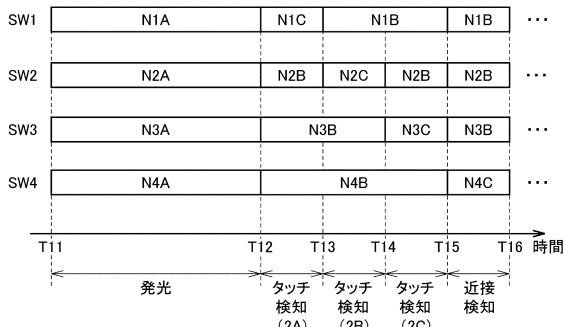 SW1 N1A N1C N1B N1B ･･･
SW2 N2A N2B N2C N2B N2B ･･･
SW3 N3A N3B N3C N3B ･･･
SW4 N4A N4B N4C ･･･
T11 T12 T13 T14 T15 T16 時間
発光 タッチ タッチ タッチ 近接
検知 検知 検知 検知
(2A) (2B) (2C)